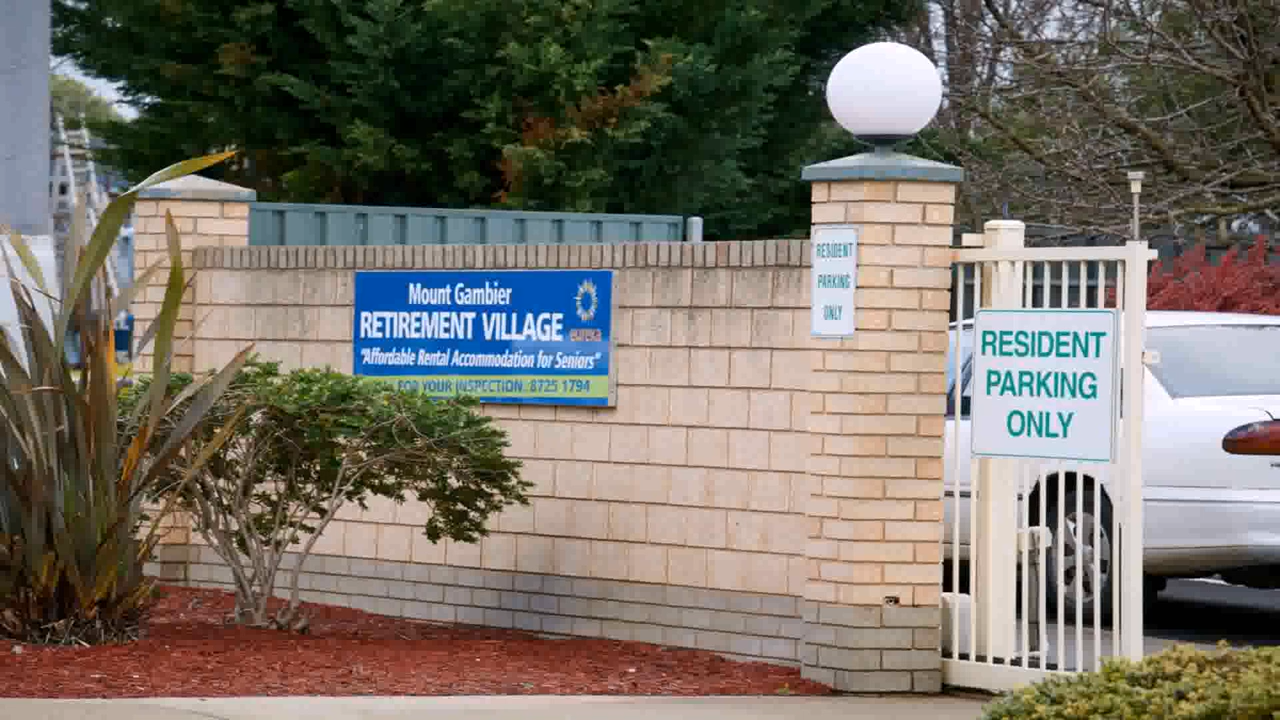 Mount Gambier
RETIREMENT VILLAGE
eureka
"Affordable Rental Accommodation for Seniors"
FOR YOUR INSPECTION 8725 1794
RESIDENT
PARKING
ONLY
RESIDENT
PARKING
ONLY